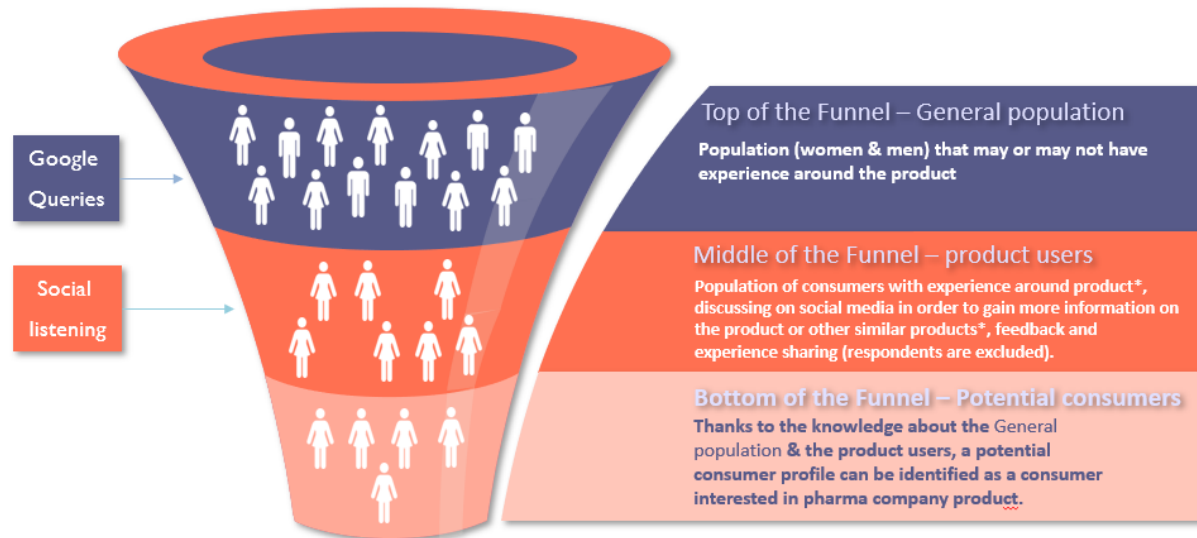 Google
Queries
Social
listening
Top of the Funnel – General population
Population (women & men) that may or may not have
experience around the product
Middle of the Funnel – product users
Population of consumers with experience around product*,
discussing on social media in order to gain more information on
the product or other similar products*, feedback and
experience sharing (respondents are excluded).
Bottom of the Funnel – Potential consumers
Thanks to the knowledge about the General
population & the product users, a potential
consumer profile can be identified as a consumer
interested in pharma company product.